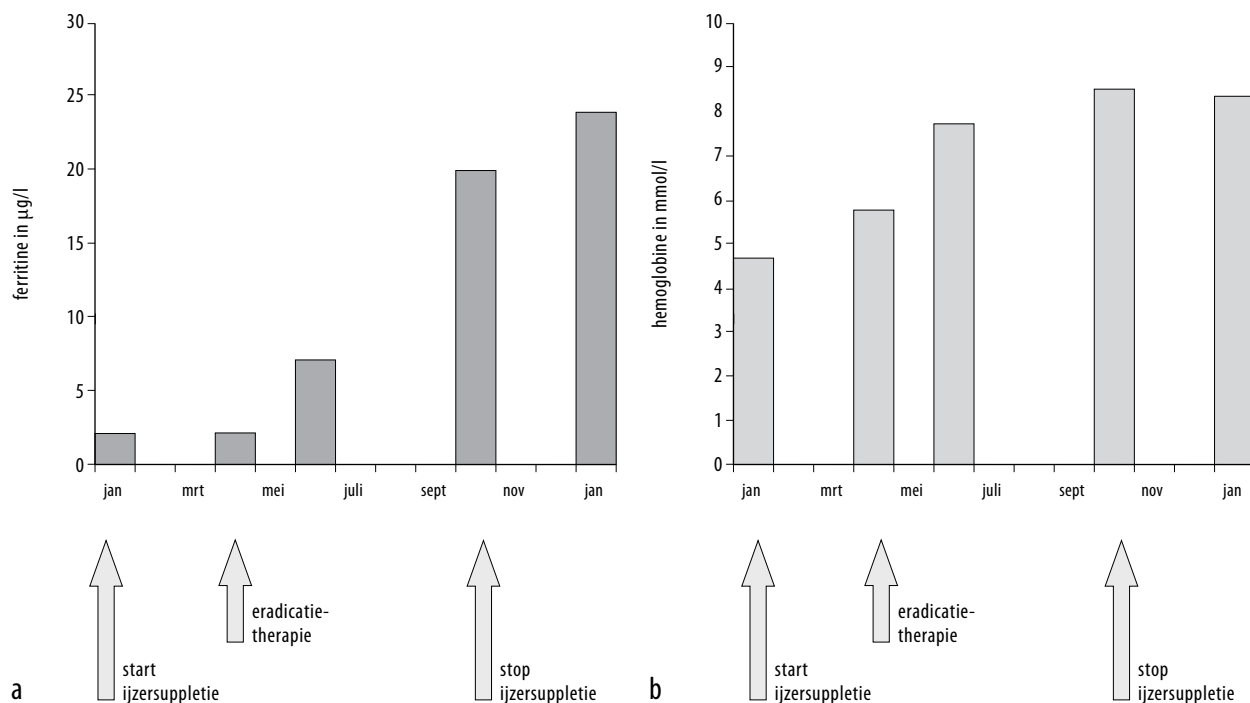 30
25
20
15
10
5
0
ferritine in µg/l
jan mrt mei juli sept nov jan
eradicatie-
therapie
start
ijzersuppletie
stop
ijzersuppletie
a
10
9
8
7
6
5
4
3
2
1
0
hemoglobine in mmol/l
jan mrt mei juli sept nov jan
eradicatie-
therapie
start
ijzersuppletie
stop
ijzersuppletie
b